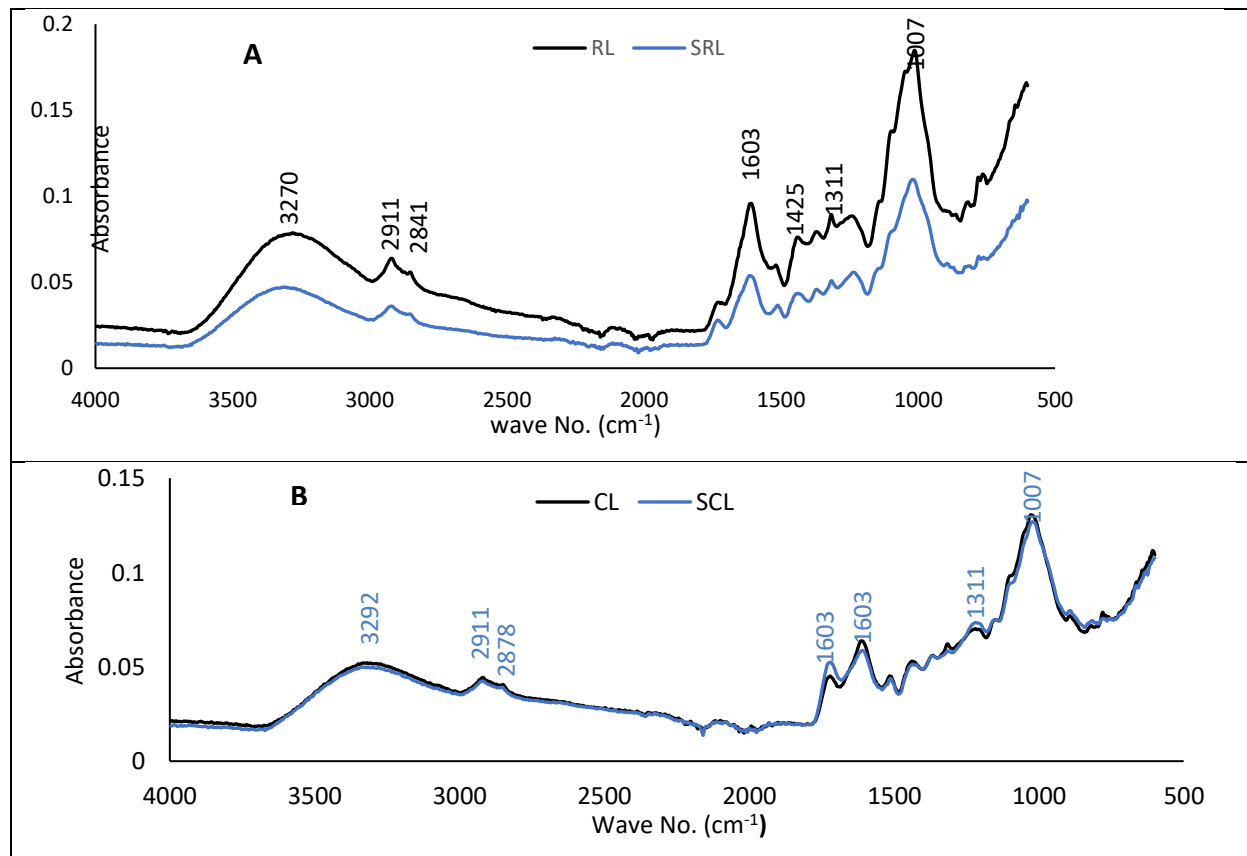 0.2
A
RL SRL
1007
0.15
Absorbance
1603
0.1
3270
2911
2841
1425
1311
0.05
0
4000 3500 3000 2500 2000 1500 1000 500
wave No. (cm-1)
0.15
B
CL SCL
1007
Absorbance
0.1
3292
2911
2878
1603
1603
1311
0.05
0
4000 3500 3000 2500 2000 1500 1000 500
Wave No. (cm-1)